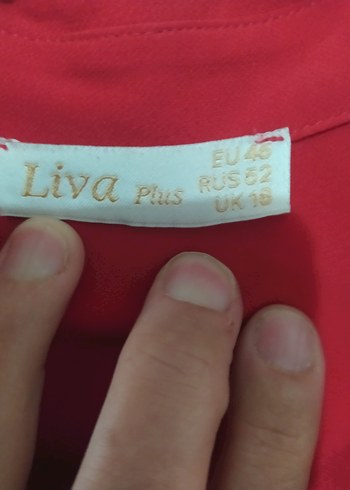 Liva Plus
EU 46
RUS 52
UK 18